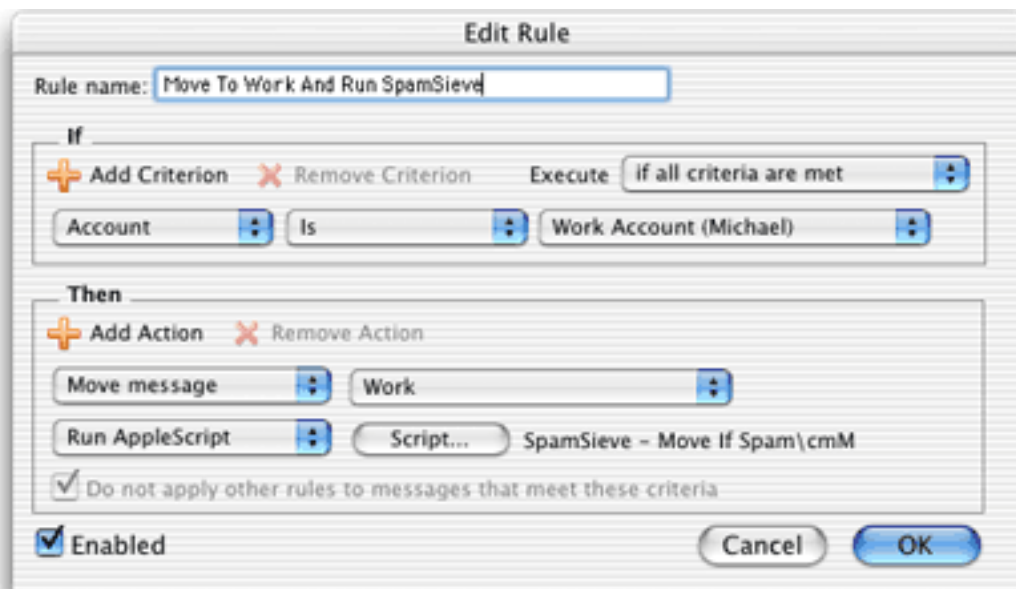 Edit Rule
Rule name: Move To Work And Run SpamSieve
If
Add Criterion Remove Criterion Execute if all criteria are met
Account Is Work Account (Michael)
Then
Add Action Remove Action
Move message Work
Run AppleScript Script... SpamSieve - Move If Spam\cmM
Do not apply other rules to messages that meet these criteria
Enabled Cancel OK